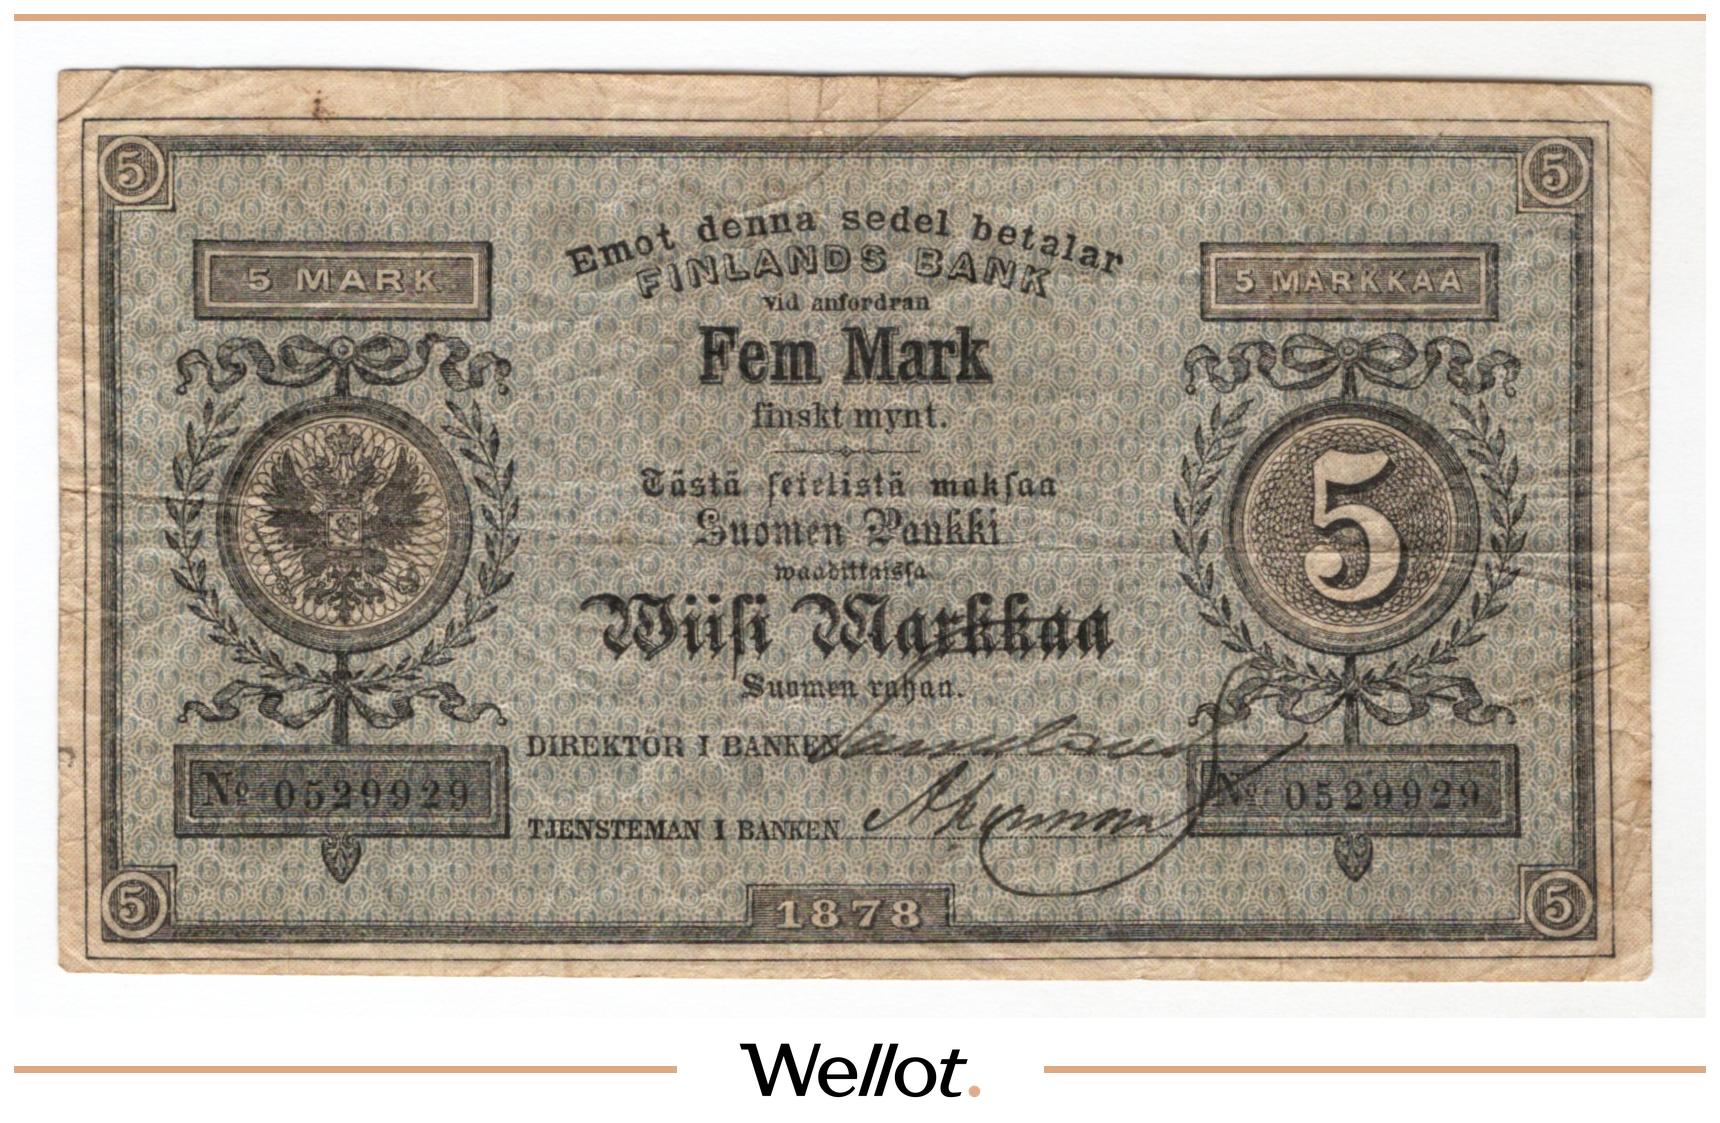 5
5
5 MARK
5 MARKKAA
Emot denna sedel betalar
FINLANDS BANK
vid anfordran
Fem Mark
finskt mynt.
Tästä setelistä maksaa
Suomen Pankki
waadittaissa
Wiisi Markkaa
Suomen rahaa.
5
DIREKTÖR I BANKEN
No 0529929
No 0529929
TJENSTEMAN I BANKEN
5
1878
5
Wellot.